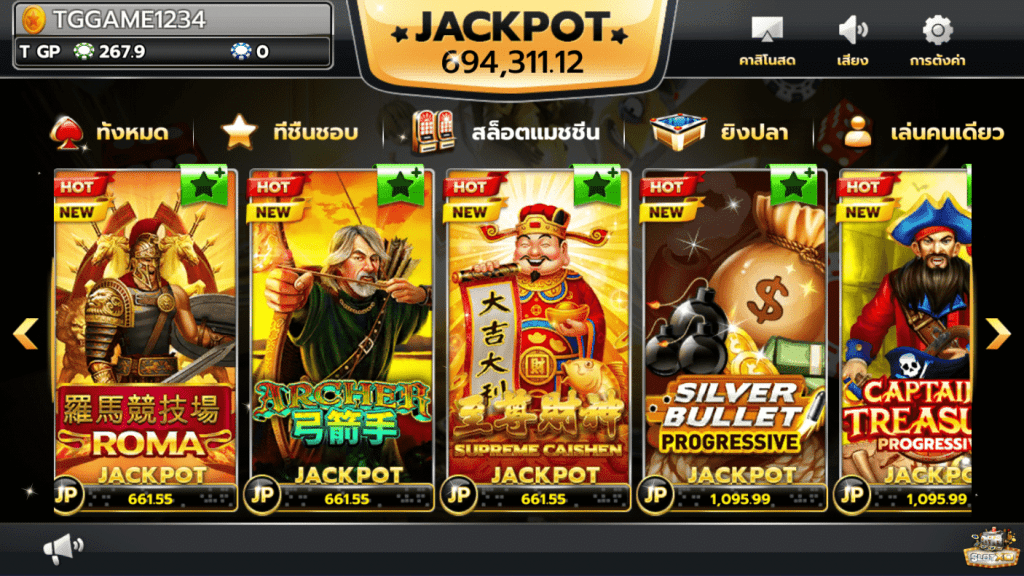 TGGAME1234
T GP 267.9 0
JACKPOT
694,311.12
คาสิโนสด
เสียง
การตั้งค่า
ทั้งหมด
ที่ชื่นชอบ
สล็อตแมชชีน
ยิงปลา
เล่นคนเดียว
HOT
NEW
羅馬競技場
ROMA
JACKPOT
JP 661.55
HOT
NEW
ARCHER
弓箭手
JACKPOT
JP 661.55
HOT
NEW
大吉大利
財
至尊財神
SUPREME CAISHEN
JACKPOT
JP 661.55
HOT
NEW
$
SILVER
BULLET
PROGRESSIVE
JACKPOT
JP 1,095.99
HOT
NEW
CAPTAIN
TREASU
PROGRESSIV
JACKPOT
JP 1,095.99